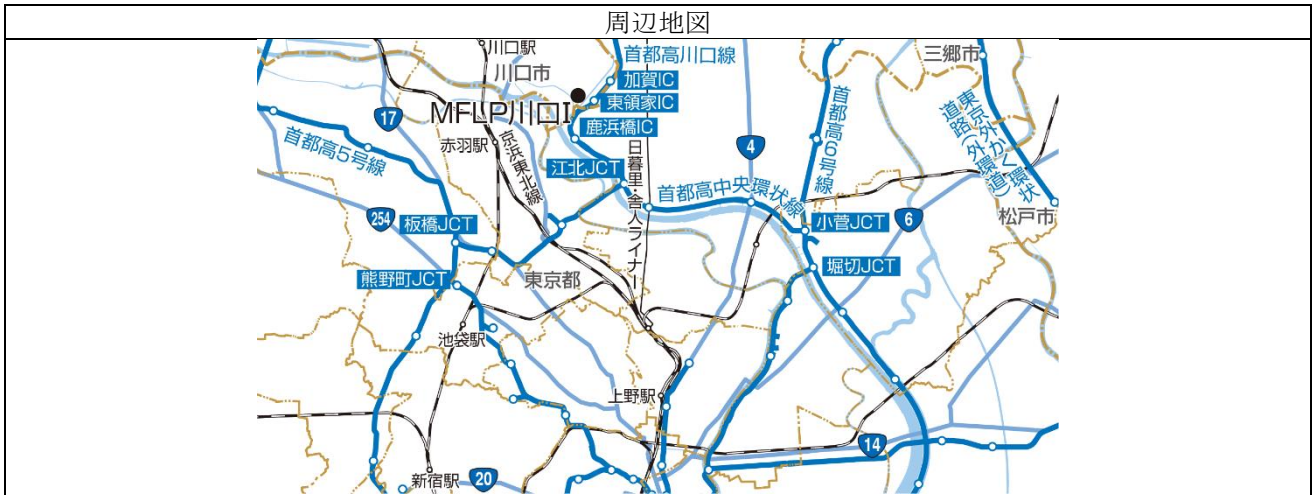 周辺地図
川口駅
川口市
首都高川口線
加賀IC
東領家IC
鹿浜橋IC
三郷市
MFLP川口Ⅰ
17
赤羽駅
京浜東北線
首都高5号線
江北JCT
日暮里・舎人ライナー
4
首都高6号線
東京外かく環状
道路(外環道)
首都高中央環状線
松戸市
254
板橋JCT
小菅JCT
6
熊野町JCT
東京都
堀切JCT
池袋駅
上野駅
14
新宿駅
20